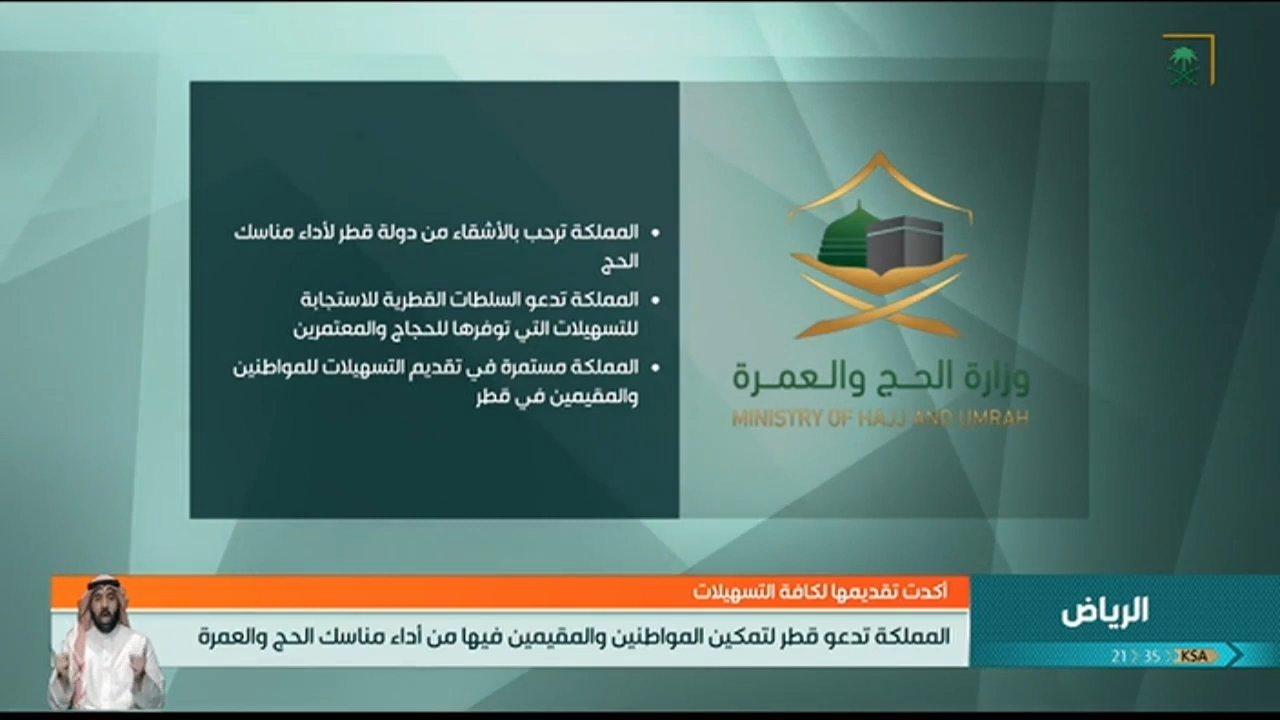 • المملكة ترحب بالأشقاء من دولة قطر لأداء مناسك
الحج
• المملكة تدعو السلطات القطرية للاستجابة
للتسهيلات التي توفرها للحجاج والمعتمرين
• المملكة مستمرة في تقديم التسهيلات للمواطنين
والمقيمين في قطر
وزارة الحج والعمرة
MINISTRY OF HAJJ AND UMRAH
أكدت تقديمها لكافة التسهيلات
المملكة تدعو قطر لتمكين المواطنين والمقيمين فيها من أداء مناسك الحج والعمرة
الرياض
21 35 KSA